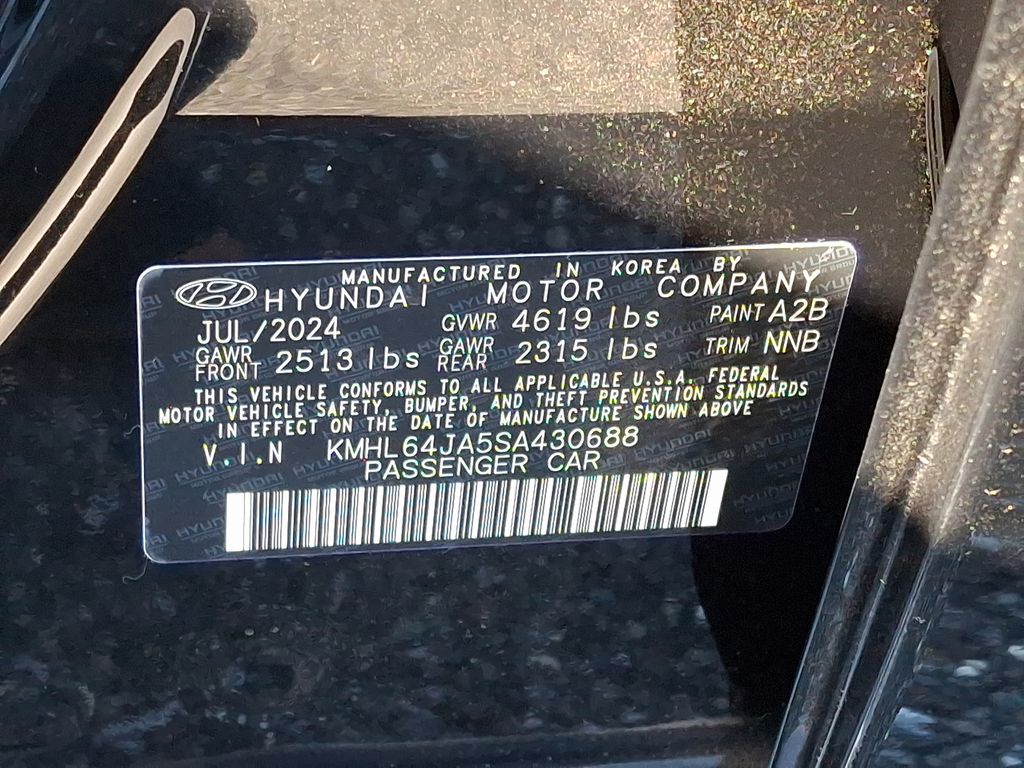 MANUFACTURED IN KOREA BY
HYUNDAI MOTOR COMPANY
JUL/2024 GVWR 4619 lbs PAINT A2B
GAWR FRONT 2513 lbs GAWR REAR 2315 lbs TRIM NNB
THIS VEHICLE CONFORMS TO ALL APPLICABLE U.S.A. FEDERAL
MOTOR VEHICLE SAFETY, BUMPER, AND THEFT PREVENTION STANDARDS
IN EFFECT ON THE DATE OF MANUFACTURE SHOWN ABOVE
V.I.N KMHL64JA5SA430688
PASSENGER CAR